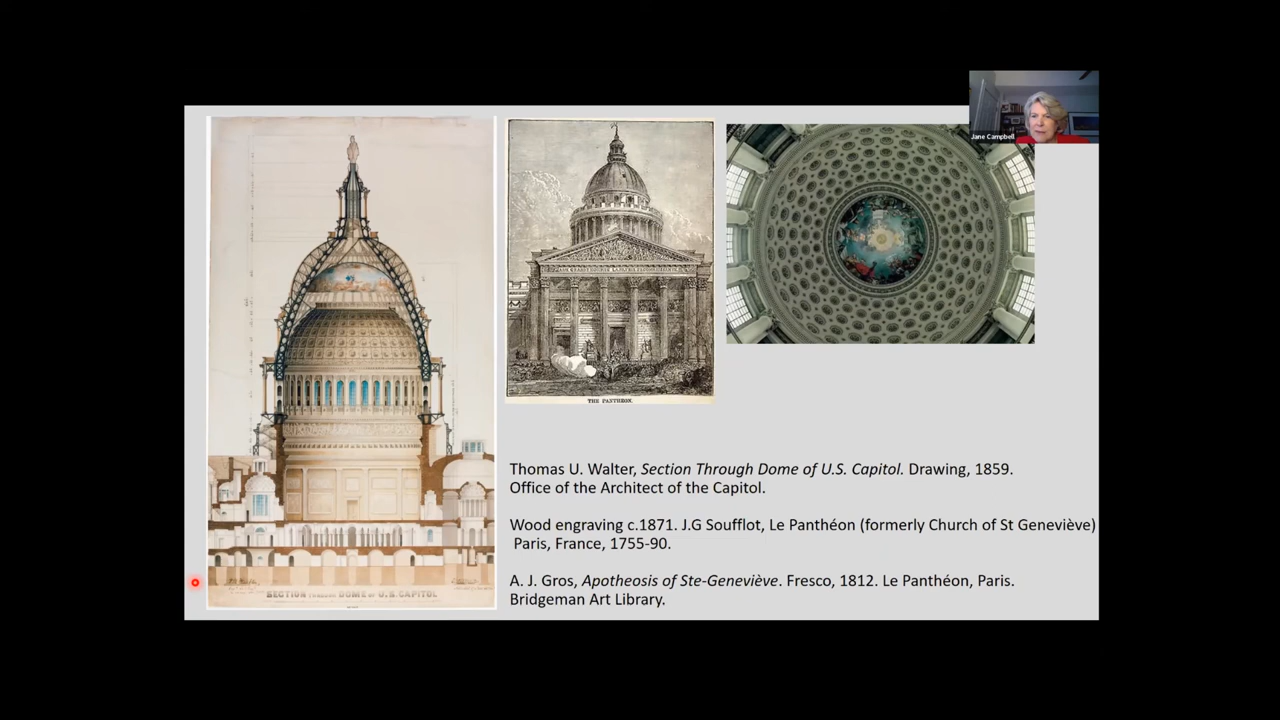 Jane Campbell
THE PANTHEON.
SECTION THROUGH DOME OF U.S. CAPITOL
Thomas U. Walter, Section Through Dome of U.S. Capitol. Drawing, 1859.
Office of the Architect of the Capitol.
Wood engraving c.1871. J.G Soufflot, Le Panthéon (formerly Church of St Geneviève)
Paris, France, 1755-90.
A. J. Gros, Apotheosis of Ste-Geneviève. Fresco, 1812. Le Panthéon, Paris.
Bridgeman Art Library.